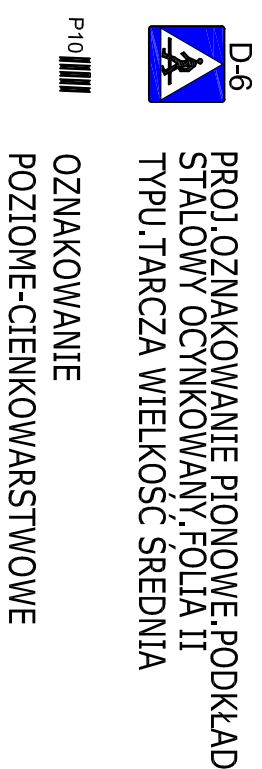 D-6
PROJ.OZNAKOWANIE PIONOWE.PODKŁAD
STALOWY OCYNKOWANY.FOLIA II
TYPU.TARCZA WIELKOŚĆ ŚREDNIA
P10
OZNAKOWANIE
POZIOME-CIENKOWARSTWOWE